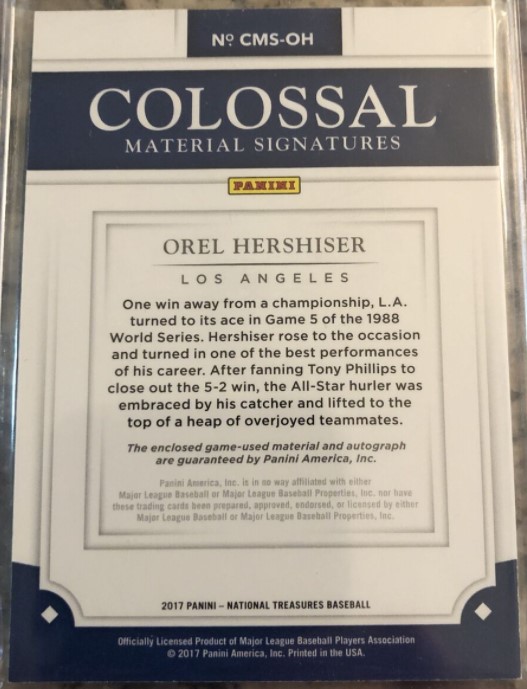 Nº CMS-OH
COLOSSAL
MATERIAL SIGNATURES
PANINI
OREL HERSHISER
LOS ANGELES
One win away from a championship, L.A.
turned to its ace in Game 5 of the 1988
World Series. Hershiser rose to the occasion
and turned in one of the best performances
of his career. After fanning Tony Phillips to
close out the 5-2 win, the All-Star hurler was
embraced by his catcher and lifted to the
top of a heap of overjoyed teammates.
The enclosed game-used material and autograph
are guaranteed by Panini America, Inc.
Panini America, Inc. is in no way affiliated with either
Major League Baseball or Major League Baseball Properties, Inc. nor have
these trading cards been prepared, approved, endorsed, or licensed by either
Major League Baseball or Major League Baseball Properties, Inc.
2017 PANINI – NATIONAL TREASURES BASEBALL
Officially Licensed Product of Major League Baseball Players Association
© 2017 Panini America, Inc. Printed in the USA.